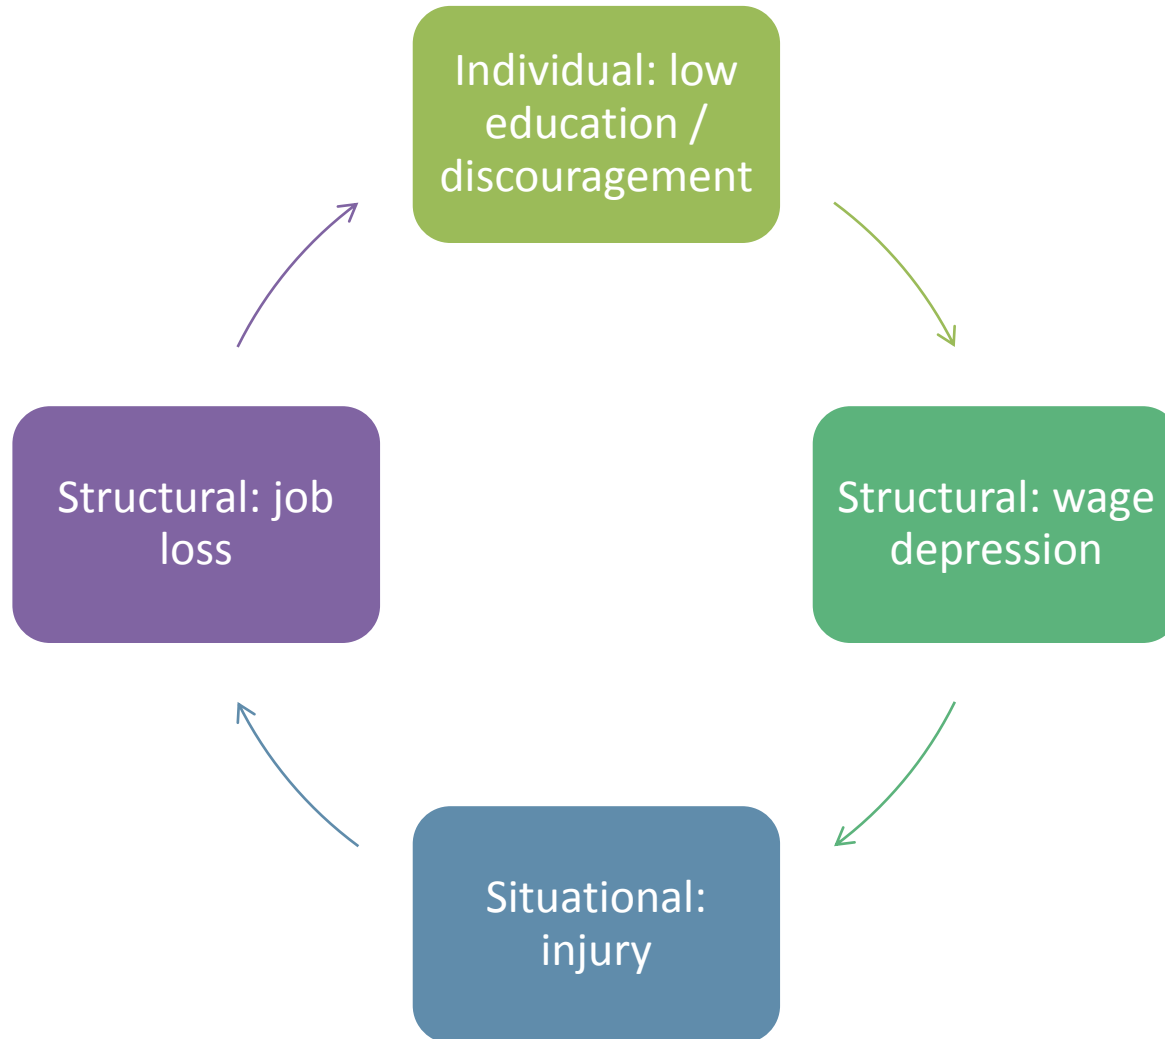 Individual: low
education /
discouragement
Structural: wage
depression
Situational:
injury
Structural: job
loss